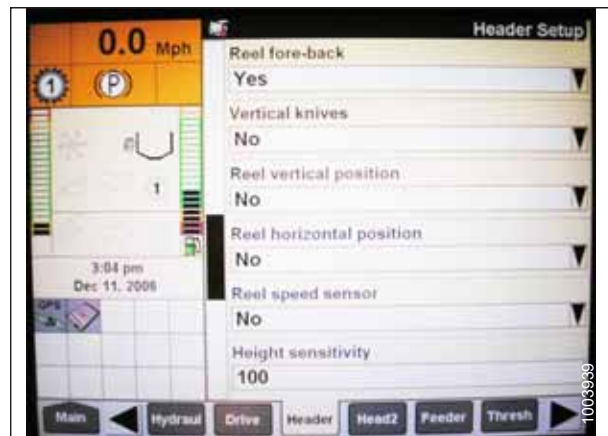 0.0 Mph
Header Setup
1
P
Reel fore-back
Yes
Vertical knives
No
Reel vertical position
No
1
Reel horizontal position
No
3:04 pm
Dec 11, 2006
GPS
Reel speed sensor
No
Height sensitivity
100
Main
Hydraul
Drive
Header
Head2
Feeder
Thresh
1003939